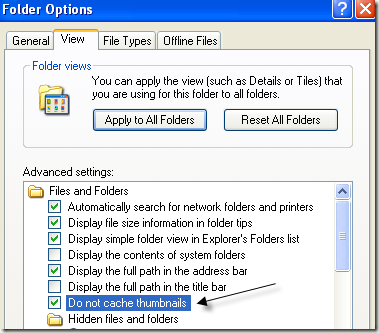 Folder Options
General View File Types Offline Files
Folder views
You can apply the view (such as Details or Tiles) that
you are using for this folder to all folders.
Apply to All Folders Reset All Folders
Advanced settings:
Files and Folders
Automatically search for network folders and printers
Display file size information in folder tips
Display simple folder view in Explorer's Folders list
Display the contents of system folders
Display the full path in the address bar
Display the full path in the title bar
Do not cache thumbnails
Hidden files and folders